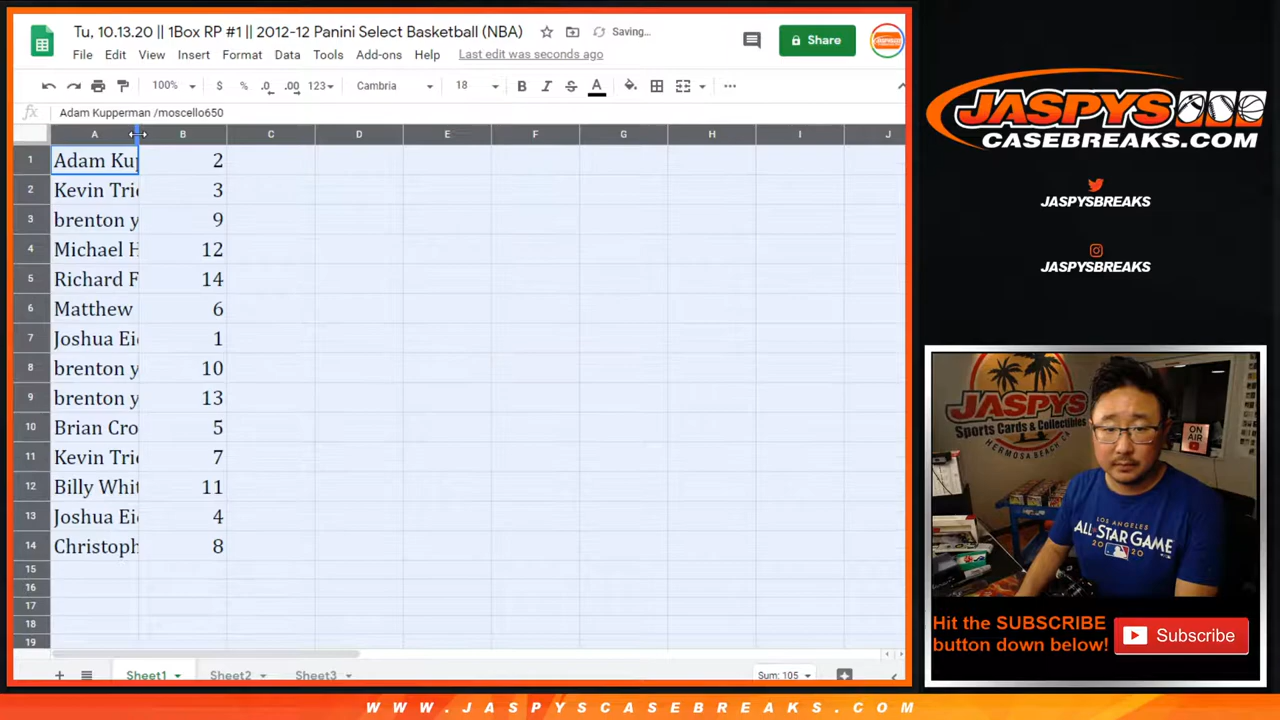 Tu, 10.13.20 || 1Box RP #1 || 2012-12 Panini Select Basketball (NBA)
Saving...
Share
File Edit View Insert Format Data Tools Add-ons Help Last edit was seconds ago
100% $ % .0 .00 123 Cambria 18 B I S A
fx Adam Kupperman /moscello650
A B C D E F G H I J
1 Adam Kup 2
2 Kevin Tri 3
3 brenton y 9
4 Michael H 12
5 Richard F 14
6 Matthew 6
7 Joshua Ei 1
8 brenton y 10
9 brenton y 13
10 Brian Cro 5
11 Kevin Tri 7
12 Billy Whit 11
13 Joshua Ei 4
14 Christoph 8
15
16
17
18
19
Sheet1 Sheet2 Sheet3 Sum: 105
JASPYS
CASEBREAKS.COM
JASPYSBREAKS
JASPYSBREAKS
JASPYS
Sports Cards & Collectibles
HERMOSA BEACH, CA
ON
AIR
LOS ANGELES
ALL STAR GAME
2020
Hit the SUBSCRIBE
button down below!
Subscribe
WWW.JASPYSCASEBREAKS.COM